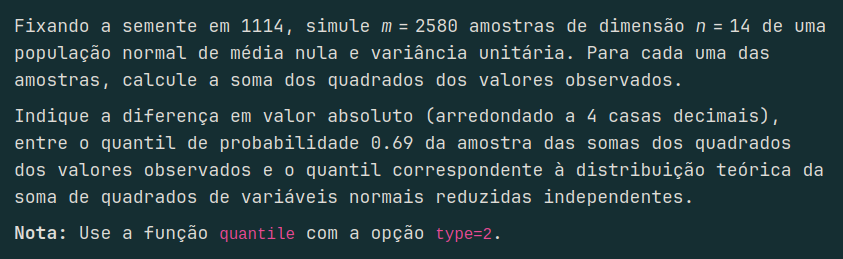 Fixando a semente em 1114, simule m = 2580 amostras de dimensão n = 14 de uma
população normal de média nula e variância unitária. Para cada uma das
amostras, calcule a soma dos quadrados dos valores observados.
Indique a diferença em valor absoluto (arredondado a 4 casas decimais),
entre o quantil de probabilidade 0.69 da amostra das somas dos quadrados
dos valores observados e o quantil correspondente à distribuição teórica da
soma de quadrados de variáveis normais reduzidas independentes.
Nota: Use a função quantile com a opção type=2.